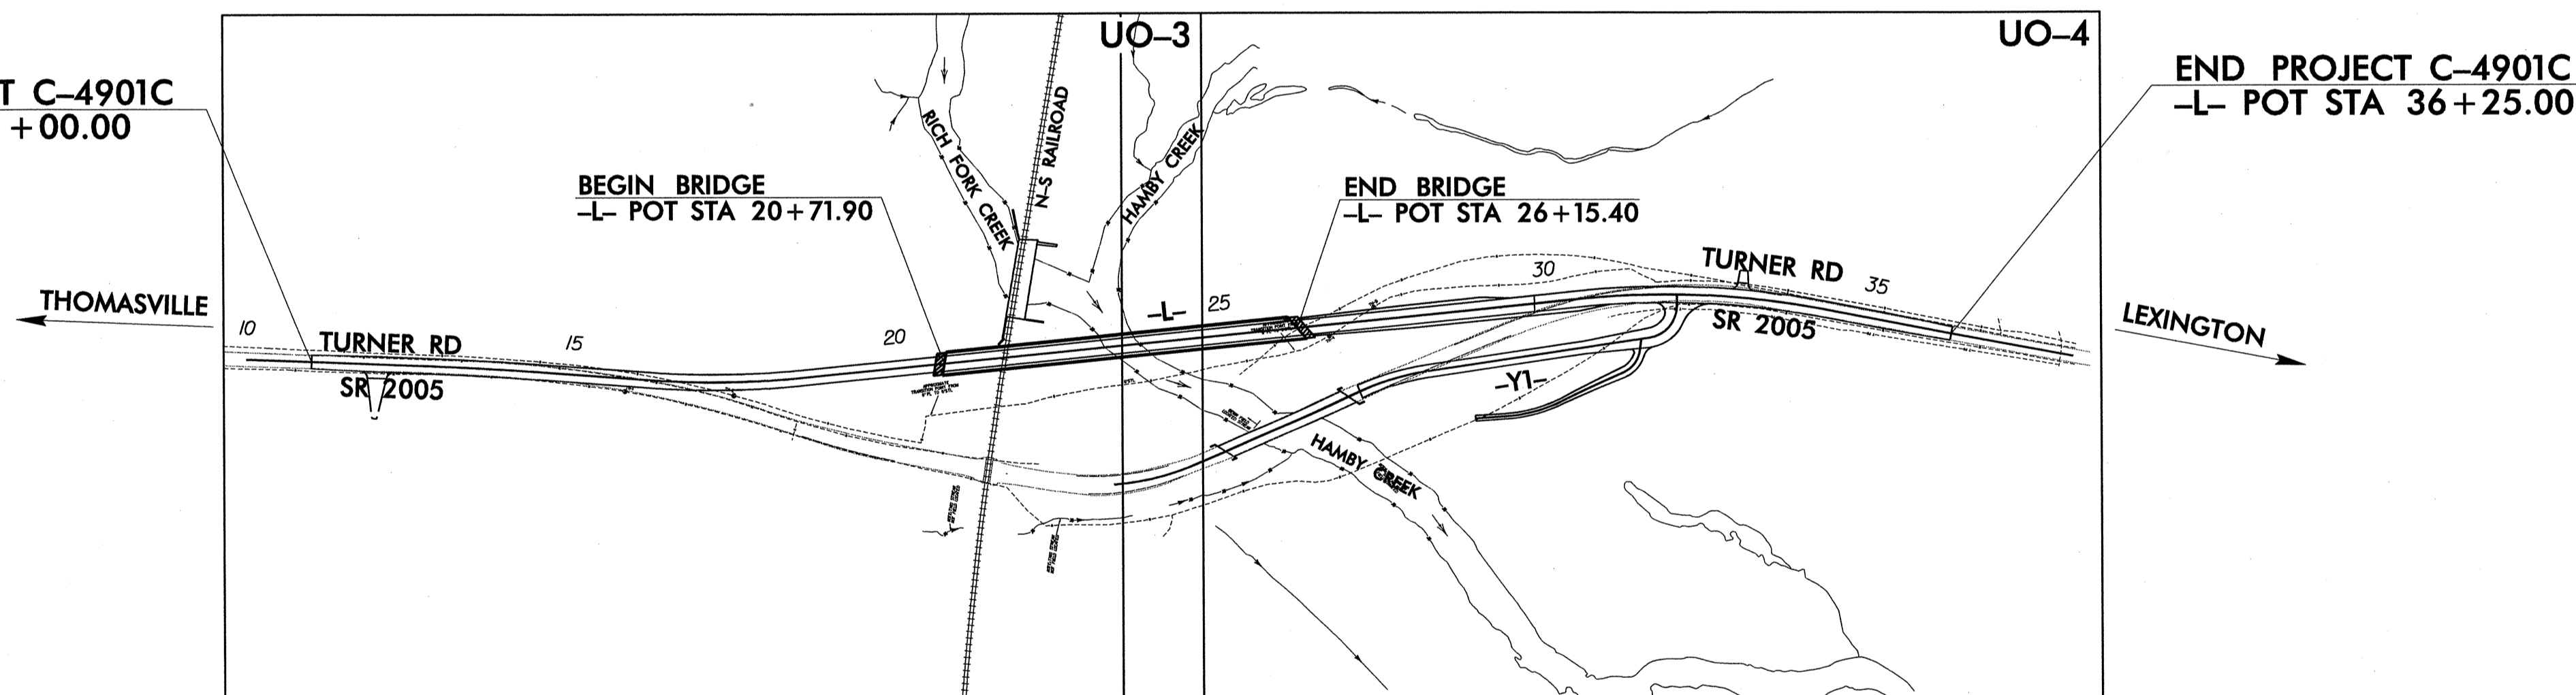 UO–3
UO–4
T C–4901C
+00.00
END PROJECT C–4901C
–L– POT STA 36+25.00
RICH FORK CREEK
N–S RAILROAD
HAMBY CREEK
BEGIN BRIDGE
–L– POT STA 20+71.90
END BRIDGE
–L– POT STA 26+15.40
THOMASVILLE
10
TURNER RD
SR 2005
15
20
–L–
25
30
TURNER RD
SR 2005
35
LEXINGTON
–Y1–
HAMBY CREEK